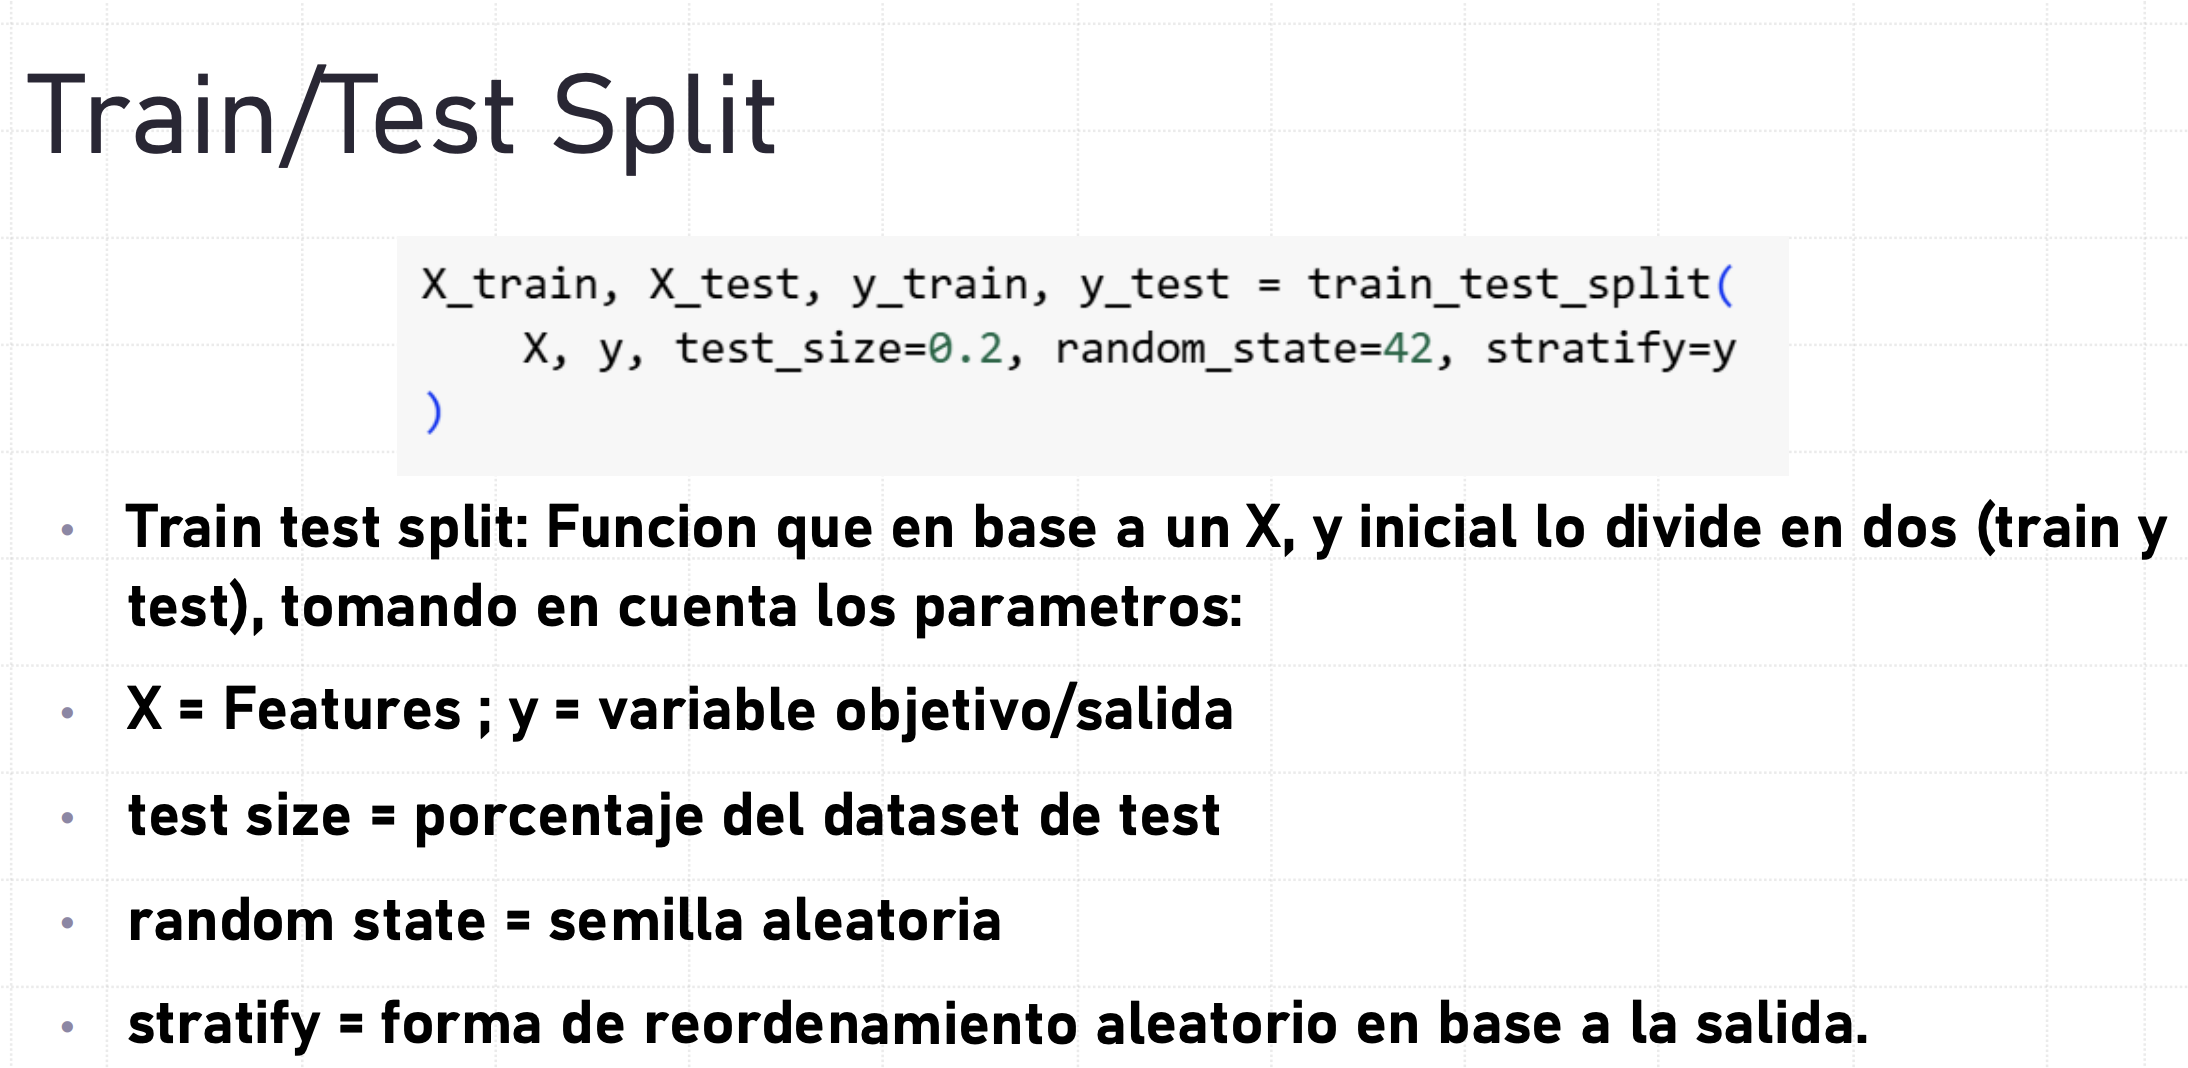 Train/Test Split
X_train, X_test, y_train, y_test = train_test_split(
    X, y, test_size=0.2, random_state=42, stratify=y
)
• Train test split: Funcion que en base a un X, y inicial lo divide en dos (train y
test), tomando en cuenta los parametros:
• X = Features ; y = variable objetivo/salida
• test size = porcentaje del dataset de test
• random state = semilla aleatoria
• stratify = forma de reordenamiento aleatorio en base a la salida.